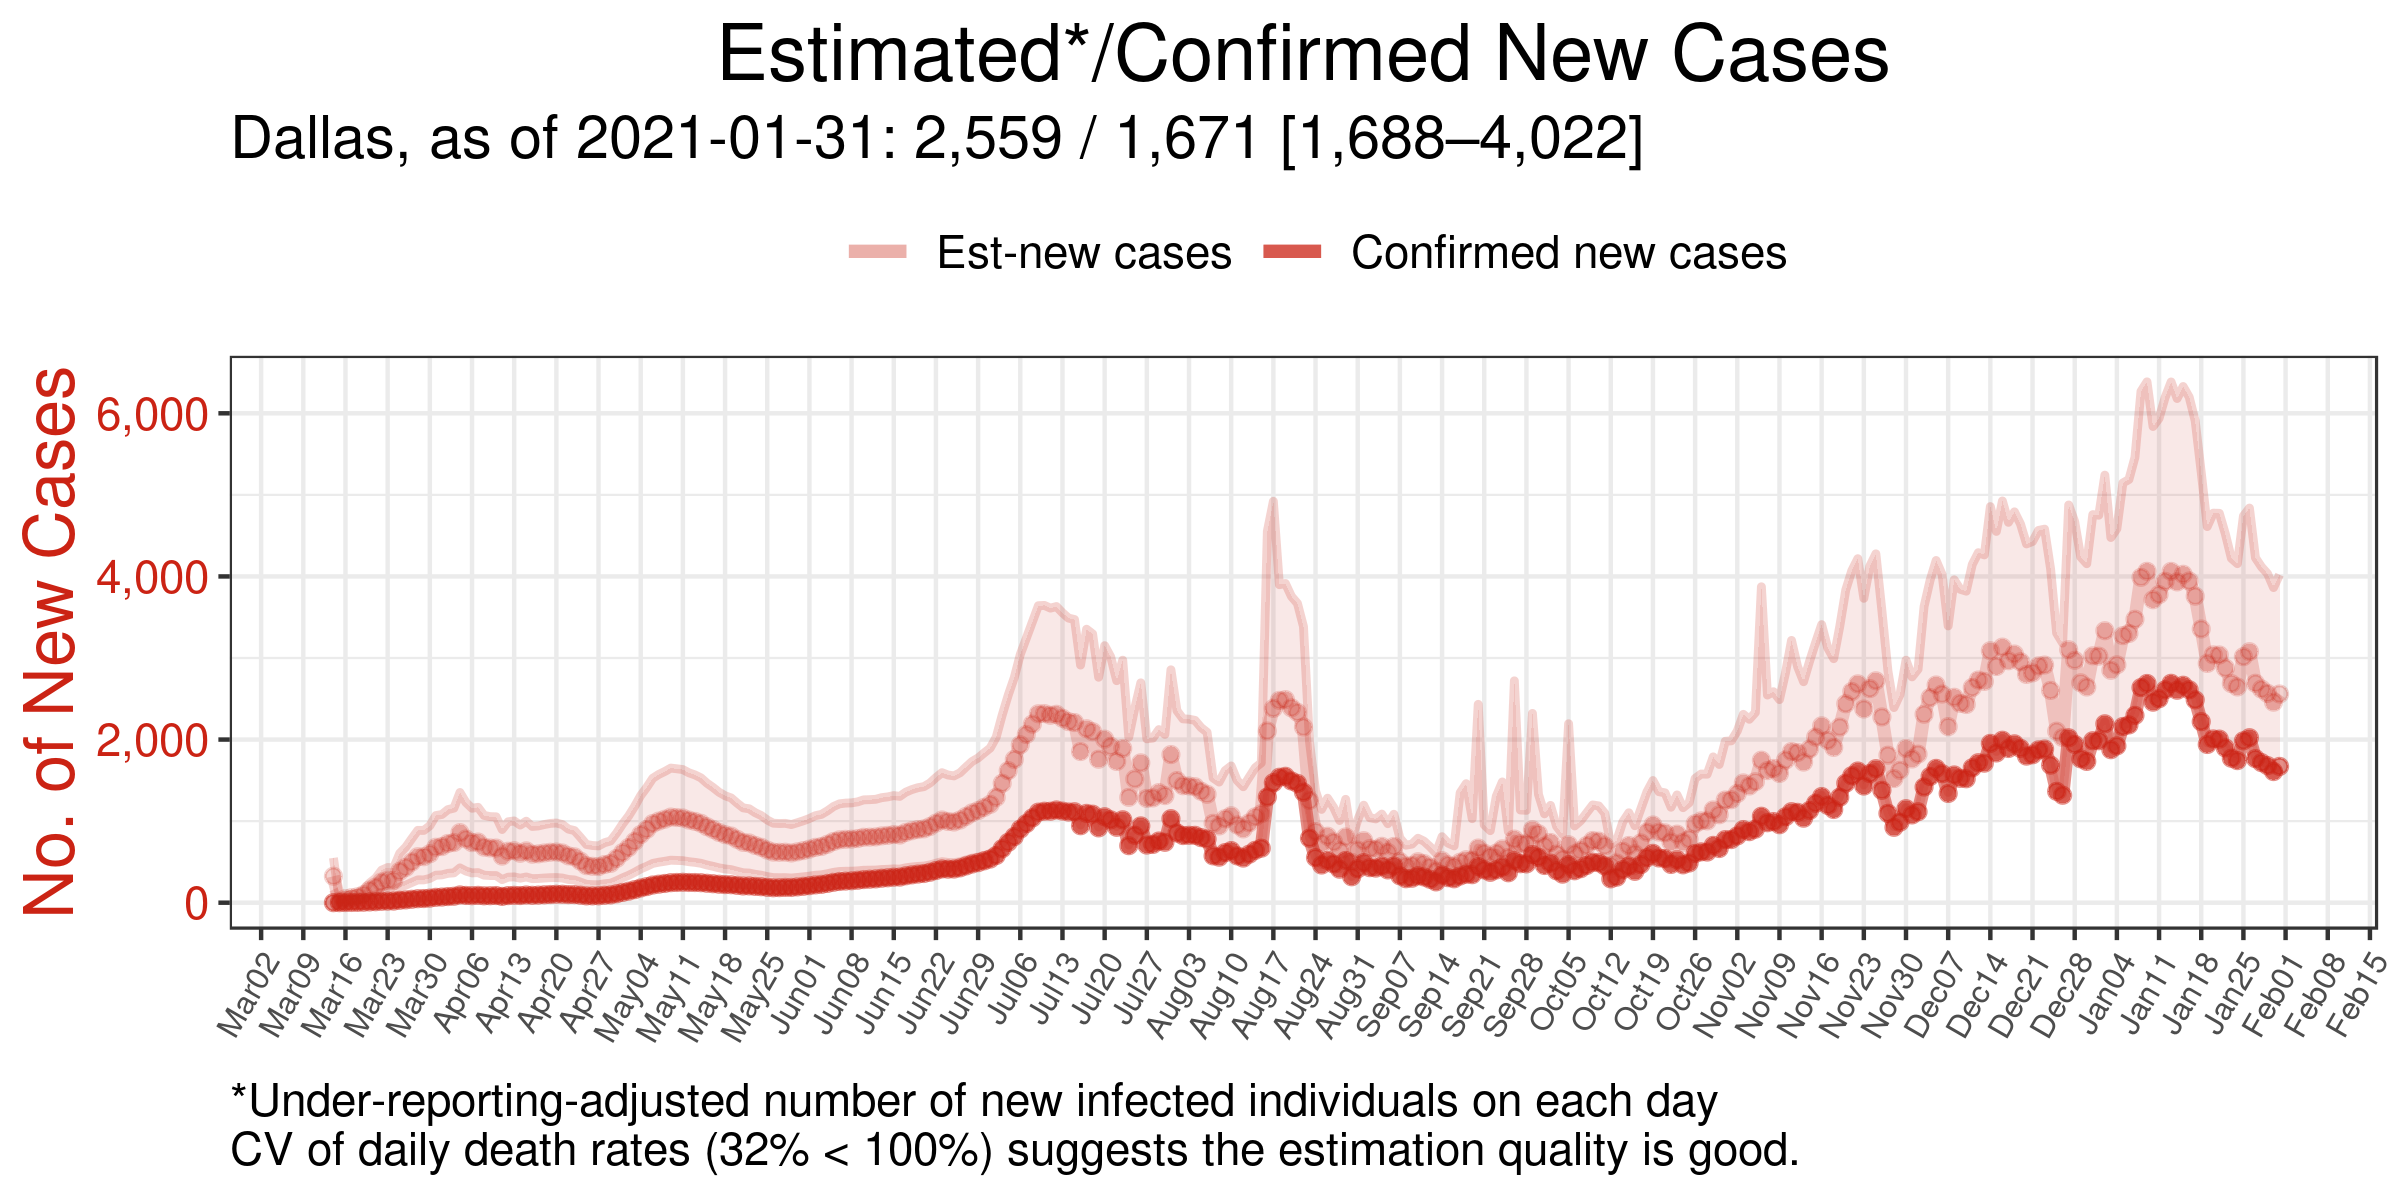 Estimated*/Confirmed New Cases
Dallas, as of 2021-01-31: 2,559 / 1,671 [1,688–4,022]
Est-new cases Confirmed new cases
No. of New Cases
6,000
4,000
2,000
0
Mar02 Mar09 Mar16 Mar23 Mar30 Apr06 Apr13 Apr20 Apr27 May04 May11 May18 May25 Jun01 Jun08 Jun15 Jun22 Jun29 Jul06 Jul13 Jul20 Jul27 Aug03 Aug10 Aug17 Aug24 Aug31 Sep07 Sep14 Sep21 Sep28 Oct05 Oct12 Oct19 Oct26 Nov02 Nov09 Nov16 Nov23 Nov30 Dec07 Dec14 Dec21 Dec28 Jan04 Jan11 Jan18 Jan25 Feb01 Feb08 Feb15
*Under-reporting-adjusted number of new infected individuals on each day
CV of daily death rates (32% < 100%) suggests the estimation quality is good.